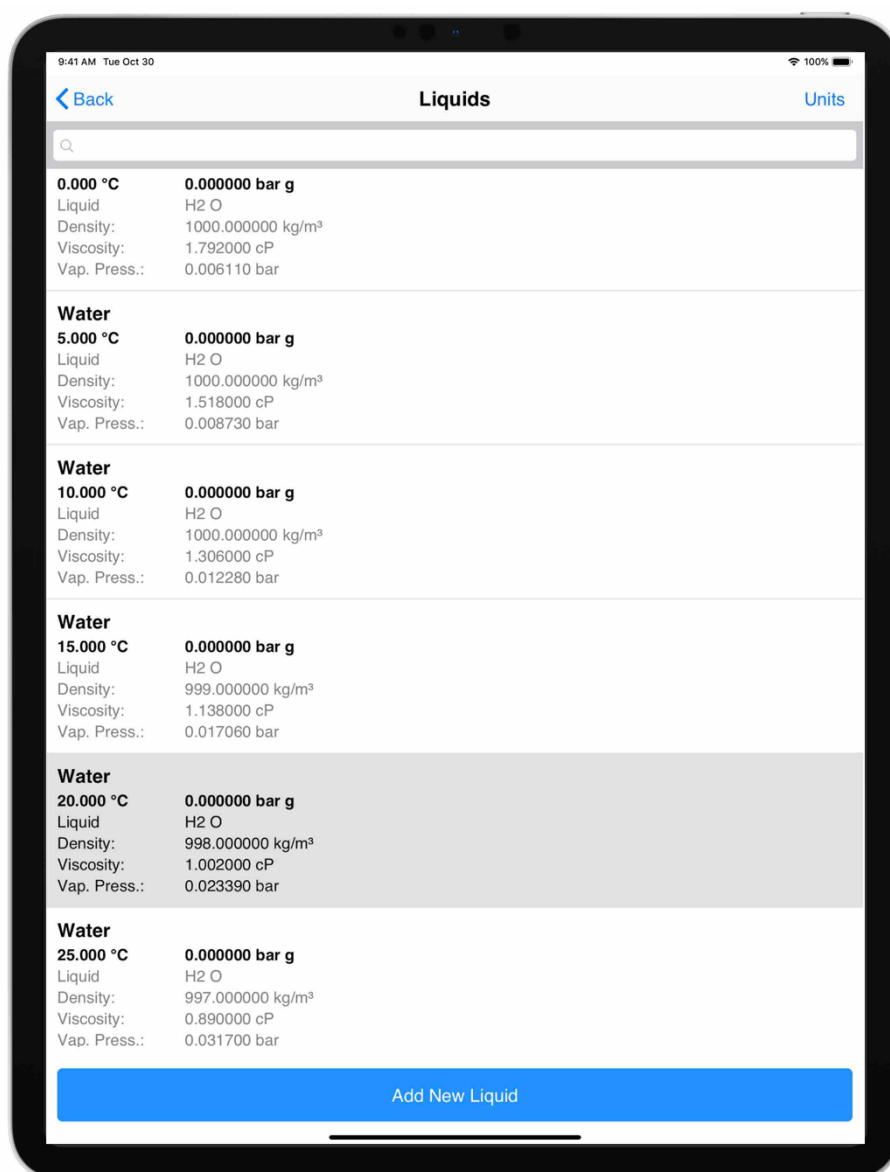 9:41 AM Tue Oct 30 100%
Back Liquids Units
0.000 °C 0.000000 bar g
Liquid H2 O
Density: 1000.000000 kg/m³
Viscosity: 1.792000 cP
Vap. Press.: 0.006110 bar
Water
5.000 °C 0.000000 bar g
Liquid H2 O
Density: 1000.000000 kg/m³
Viscosity: 1.518000 cP
Vap. Press.: 0.008730 bar
Water
10.000 °C 0.000000 bar g
Liquid H2 O
Density: 1000.000000 kg/m³
Viscosity: 1.306000 cP
Vap. Press.: 0.012280 bar
Water
15.000 °C 0.000000 bar g
Liquid H2 O
Density: 999.000000 kg/m³
Viscosity: 1.138000 cP
Vap. Press.: 0.017060 bar
Water
20.000 °C 0.000000 bar g
Liquid H2 O
Density: 998.000000 kg/m³
Viscosity: 1.002000 cP
Vap. Press.: 0.023390 bar
Water
25.000 °C 0.000000 bar g
Liquid H2 O
Density: 997.000000 kg/m³
Viscosity: 0.890000 cP
Vap. Press.: 0.031700 bar
Add New Liquid